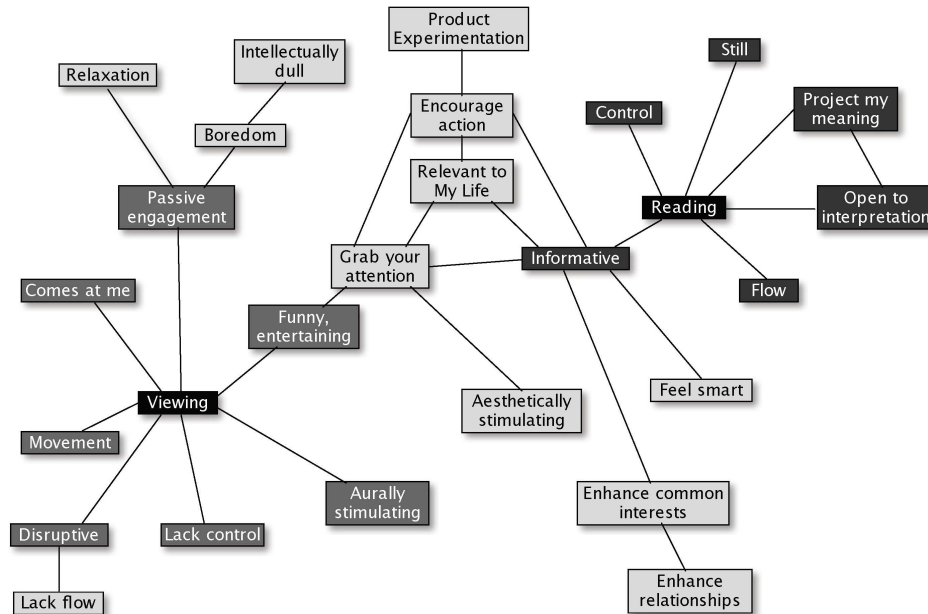 Product
Experimentation
Still
Intellectually
dull
Relaxation
Project my
meaning
Encourage
action
Control
Boredom
Relevant to
My Life
Passive
engagement
Reading
Open to
interpretation
Grab your
attention
Informative
Comes at me
Flow
Funny,
entertaining
Feel smart
Viewing
Aesthetically
stimulating
Movement
Aurally
stimulating
Enhance common
interests
Disruptive
Lack control
Enhance
relationships
Lack flow